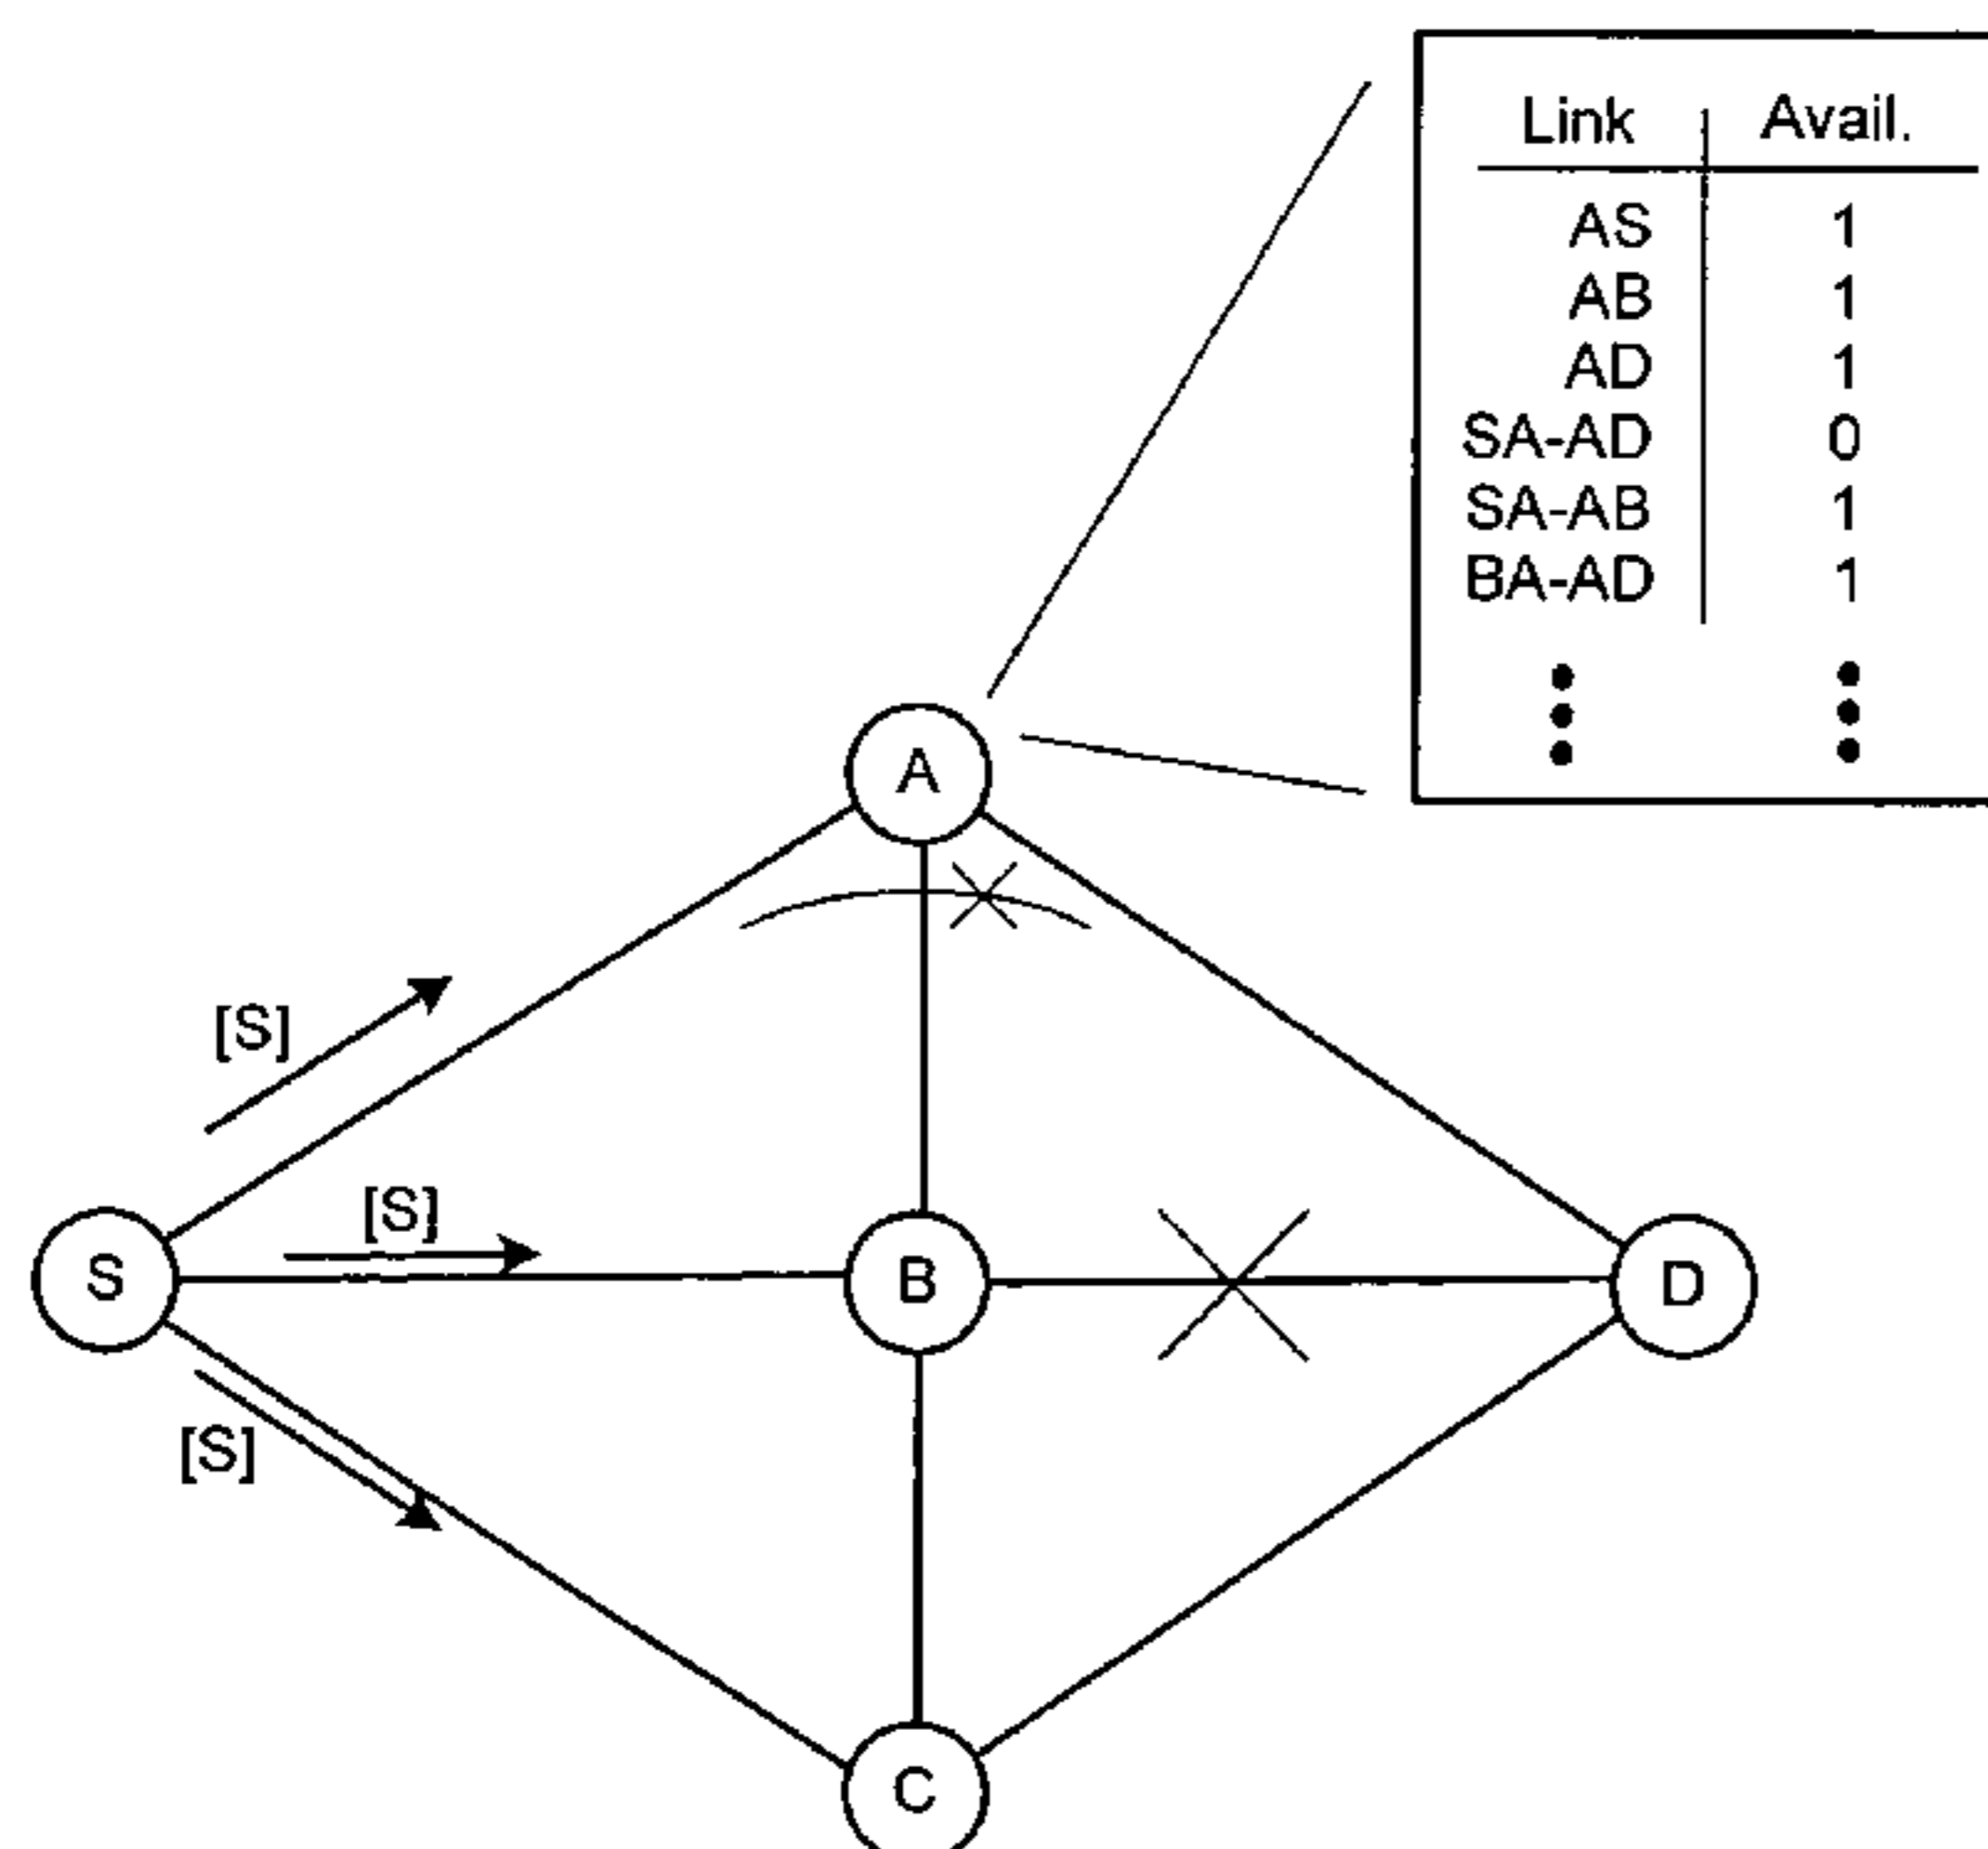 Link Avail.
AS 1
AB 1
AD 1
SA-AD 0
SA-AB 1
BA-AD 1
A
[S]
[S]
S
B
D
[S]
C